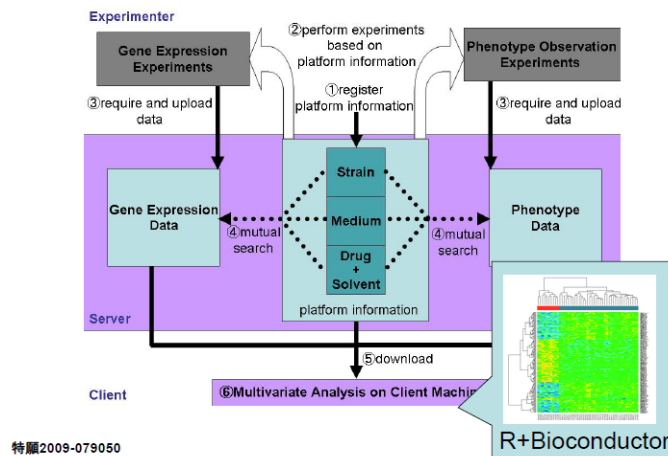 Experimenter
Gene Expression
Experiments
②perform experiments
based on
platform information
Phenotype Observation
Experiments
①register
platform information
③require and upload
data
③require and upload
data
Strain
Gene Expression
Data
Medium
Phenotype
Data
④mutual
search
④mutual
search
Drug
+
Solvent
platform information
Server
⑤download
Client
⑥Multivariate Analysis on Client Machin
R+Bioconductor
特願2009-079050